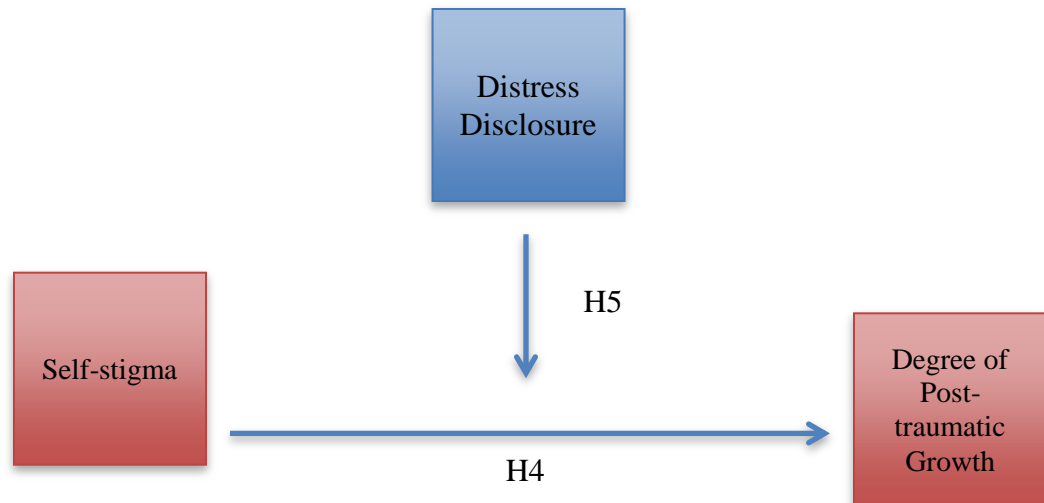 Distress
Disclosure
H5
Self-stigma
Degree of
Post-
traumatic
Growth
H4